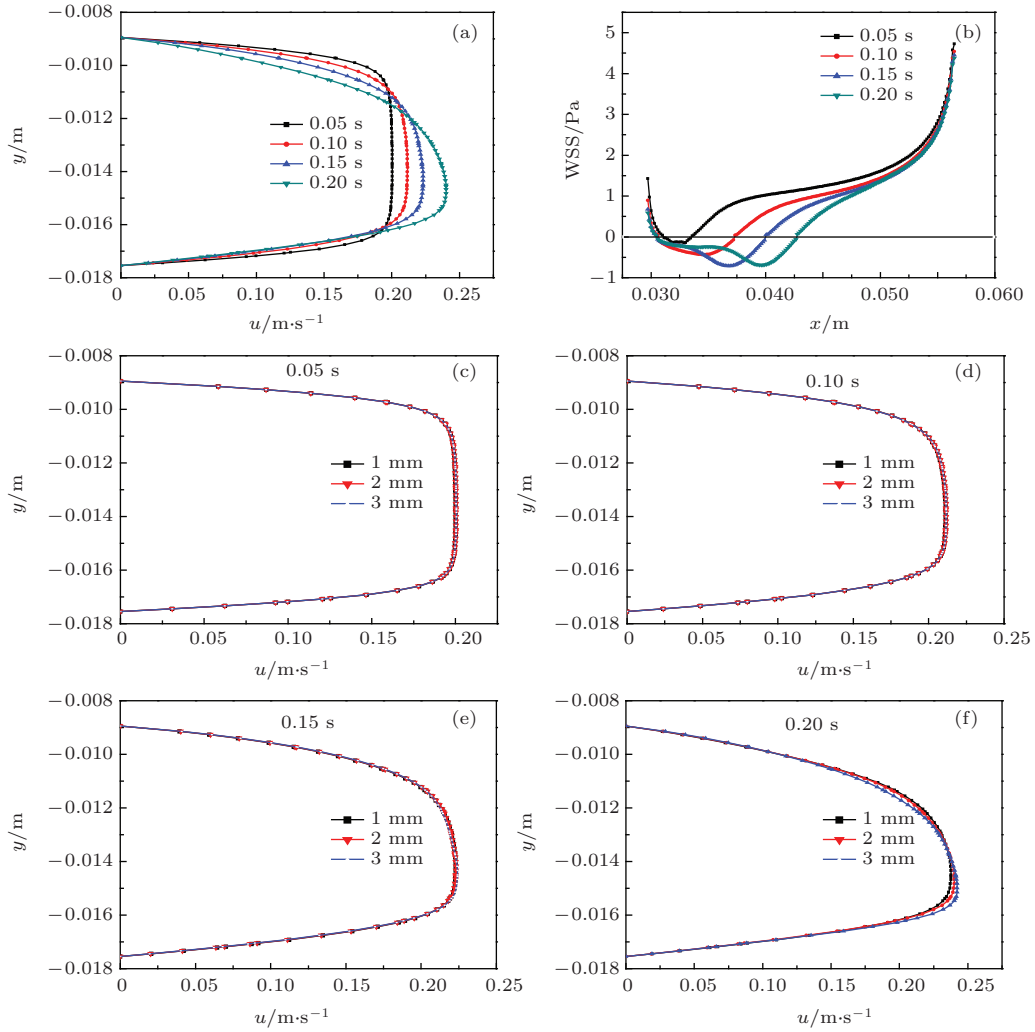 (a)
−0.008
−0.010
−0.012
−0.014
−0.016
−0.018
y/m
0.05 s
0.10 s
0.15 s
0.20 s
0 0.05 0.10 0.15 0.20 0.25
u/m·s⁻¹
(b)
5
4
3
2
1
0
−1
WSS/Pa
0.05 s
0.10 s
0.15 s
0.20 s
0.030 0.040 0.050 0.060
x/m
(c)
0.05 s
−0.008
−0.010
−0.012
−0.014
−0.016
−0.018
y/m
1 mm
2 mm
3 mm
0 0.05 0.10 0.15 0.20
u/m·s⁻¹
(d)
0.10 s
−0.008
−0.010
−0.012
−0.014
−0.016
−0.018
y/m
1 mm
2 mm
3 mm
0 0.05 0.10 0.15 0.20 0.25
u/m·s⁻¹
(e)
0.15 s
−0.008
−0.010
−0.012
−0.014
−0.016
−0.018
y/m
1 mm
2 mm
3 mm
0 0.05 0.10 0.15 0.20 0.25
u/m·s⁻¹
(f)
0.20 s
−0.008
−0.010
−0.012
−0.014
−0.016
−0.018
y/m
1 mm
2 mm
3 mm
0 0.05 0.10 0.15 0.20 0.25
u/m·s⁻¹